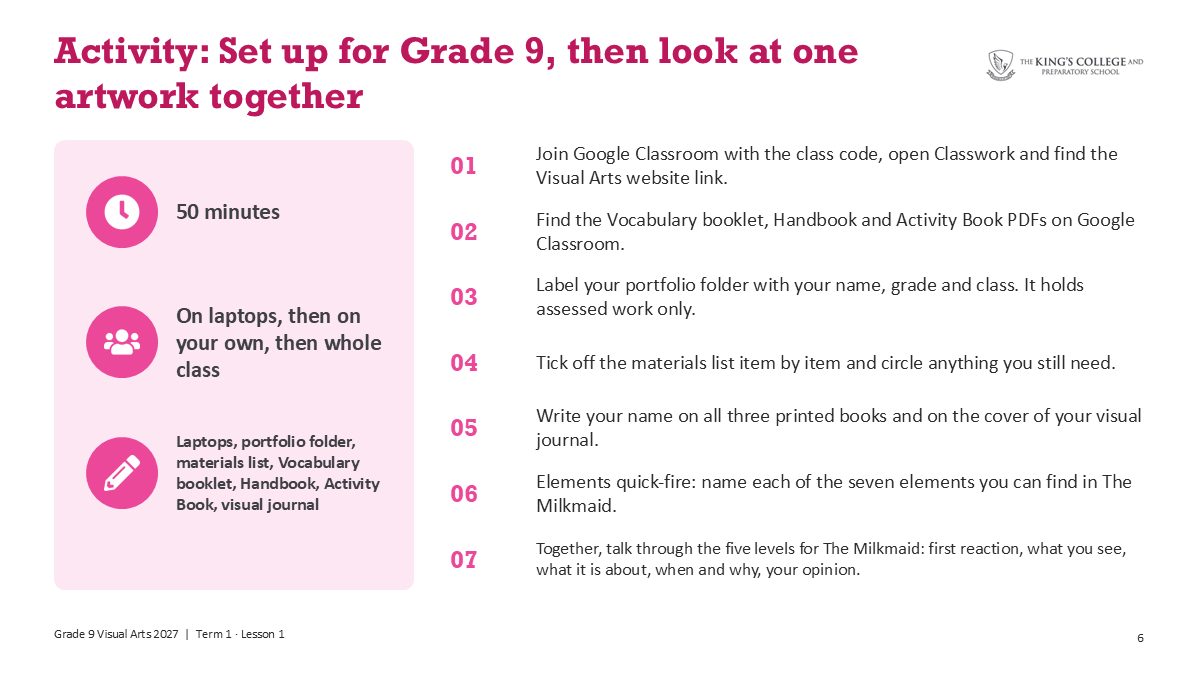 Activity: Set up for Grade 9, then look at one
artwork together
THE KING'S COLLEGE AND
PREPARATORY SCHOOL
50 minutes
On laptops, then on
your own, then whole
class
Laptops, portfolio folder,
materials list, Vocabulary
booklet, Handbook, Activity
Book, visual journal
01
Join Google Classroom with the class code, open Classwork and find the
Visual Arts website link.
02
Find the Vocabulary booklet, Handbook and Activity Book PDFs on Google
Classroom.
03
Label your portfolio folder with your name, grade and class. It holds
assessed work only.
04
Tick off the materials list item by item and circle anything you still need.
05
Write your name on all three printed books and on the cover of your visual
journal.
06
Elements quick-fire: name each of the seven elements you can find in The
Milkmaid.
07
Together, talk through the five levels for The Milkmaid: first reaction, what you see,
what it is about, when and why, your opinion.
Grade 9 Visual Arts 2027 | Term 1 · Lesson 1
6